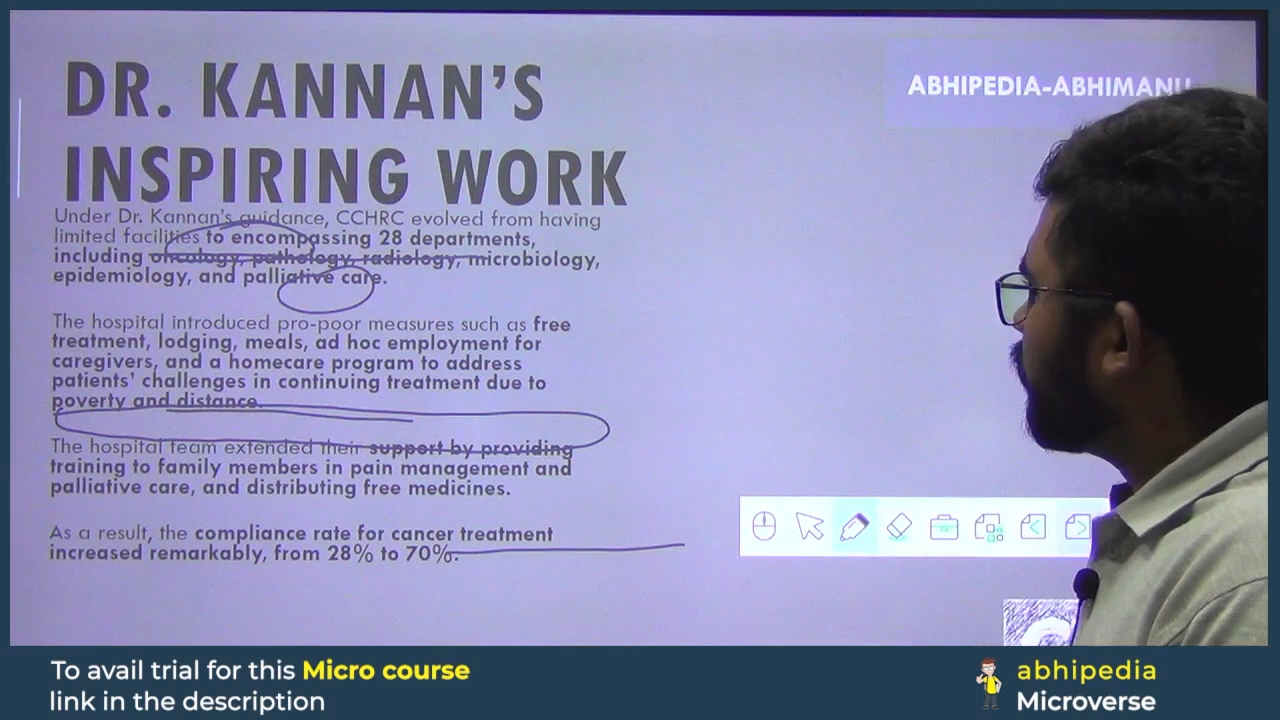 DR. KANNAN'S
INSPIRING WORK
ABHIPEDIA-ABHIMANU
Under Dr. Kannan's guidance, CCHRC evolved from having
limited facilities to encompassing 28 departments,
including oncology, pathology, radiology, microbiology,
epidemiology, and palliative care.
The hospital introduced pro-poor measures such as free
treatment, lodging, meals, ad hoc employment for
caregivers, and a homecare program to address
patients' challenges in continuing treatment due to
poverty and distance.
The hospital team extended their support by providing
training to family members in pain management and
palliative care, and distributing free medicines.
As a result, the compliance rate for cancer treatment
increased remarkably, from 28% to 70%.
To avail trial for this Micro course
link in the description
abhipedia
Microverse